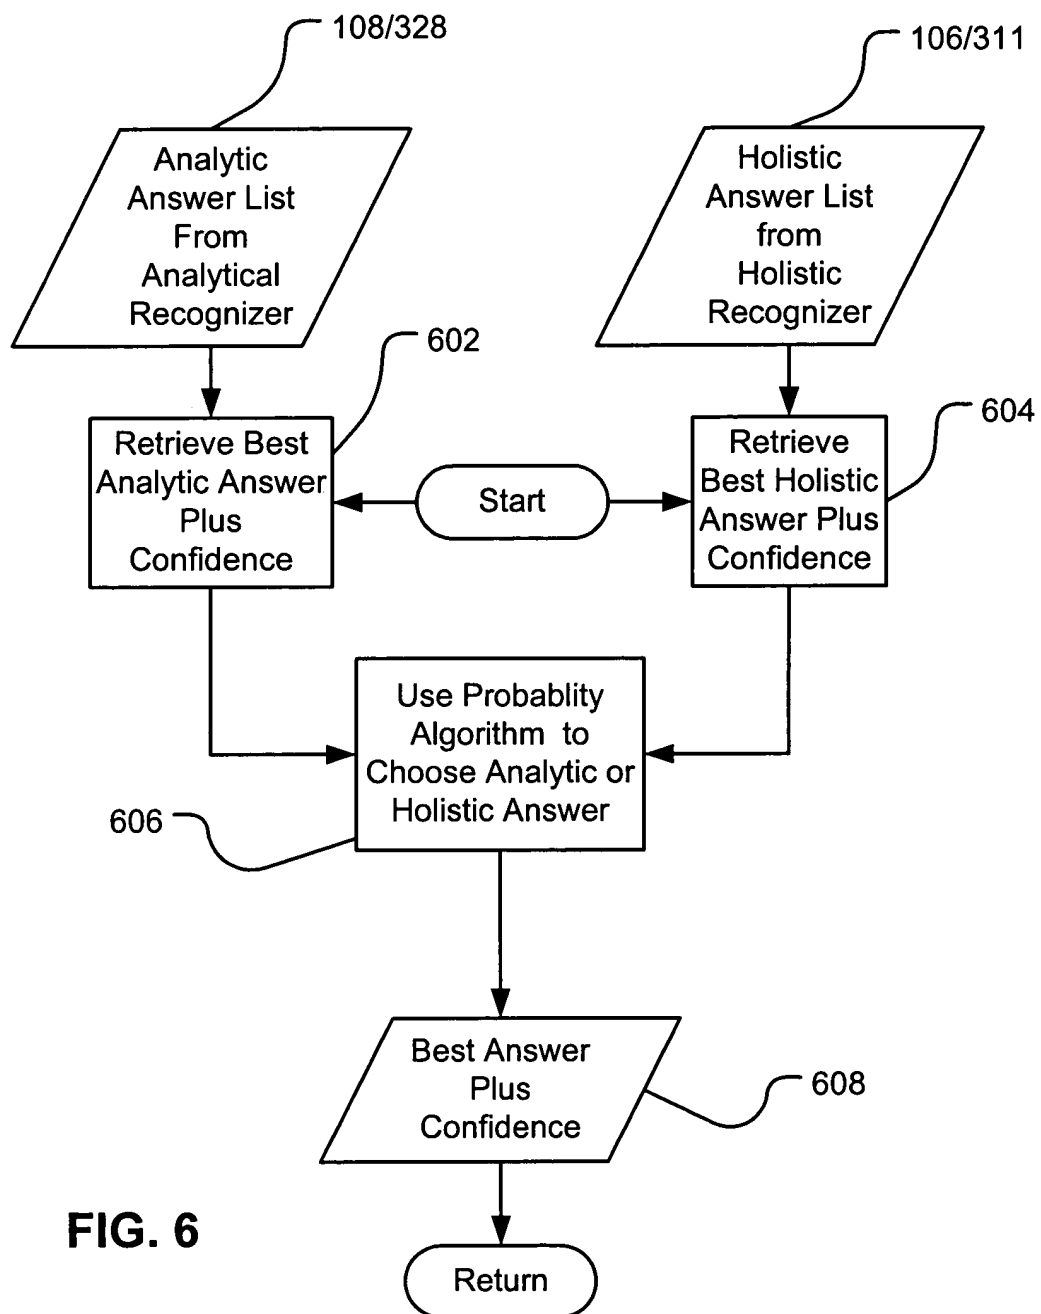 108/328
106/311
Analytic
Answer List
From
Analytical
Recognizer
Holistic
Answer List
from
Holistic
Recognizer
602
604
Retrieve Best
Analytic Answer
Plus
Confidence
Start
Retrieve
Best Holistic
Answer Plus
Confidence
Use Probablity
Algorithm to
Choose Analytic or
Holistic Answer
606
Best Answer
Plus
Confidence
608
FIG. 6
Return